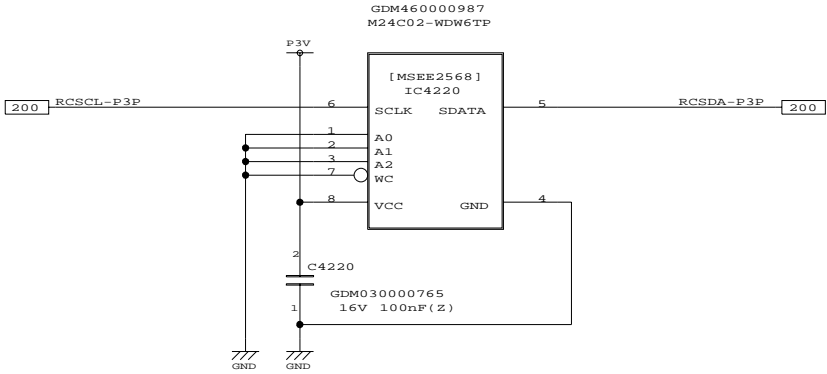 GDM460000987
M24C02-WDW6TP
P3V
[MSEE2568]
IC4220
200 RCSCL-P3P 6 SCLK SDATA 5 RCSDA-P3P 200
1 A0
2 A1
3 A2
7 WC
8 VCC GND 4
2
C4220
GDM030000765
1 16V 100nF(Z)
GND GND